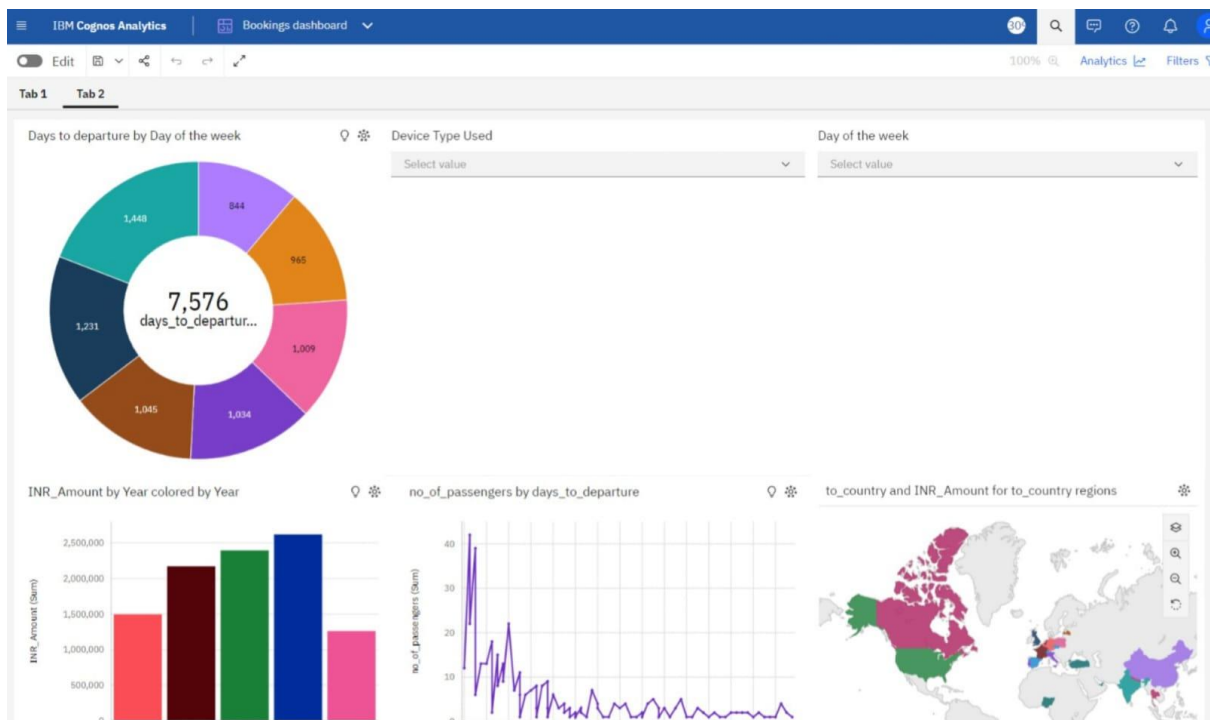 IBM Cognos Analytics
Bookings dashboard
Edit
100%
Analytics
Filters
Tab 1
Tab 2
Days to departure by Day of the week
Device Type Used
Day of the week
Select value
Select value
844
965
1,009
1,034
1,045
1,231
1,448
7,576
days_to_departur...
INR_Amount by Year colored by Year
no_of_passengers by days_to_departure
to_country and INR_Amount for to_country regions
INR_Amount (Sum)
2,500,000
2,000,000
1,500,000
1,000,000
500,000
no_of_passengers (Sum)
40
30
20
10